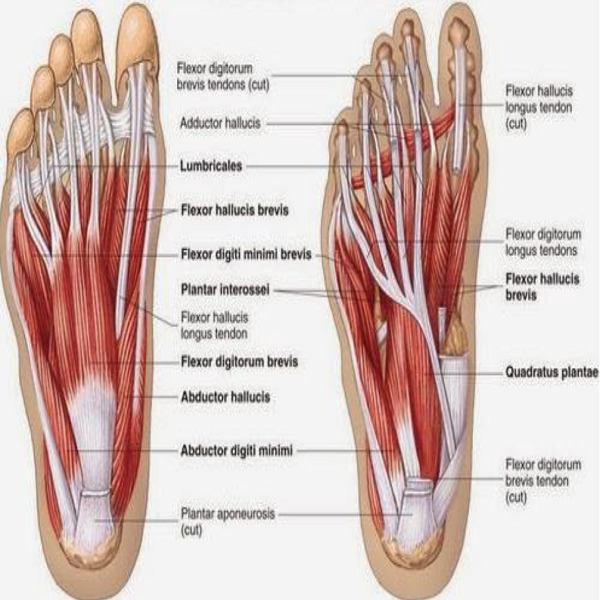 Flexor digitorum
brevis tendons (cut)
Adductor hallucis
Lumbricales
Flexor hallucis brevis
Flexor digiti minimi brevis
Plantar interossei
Flexor hallucis
longus tendon
Flexor digitorum brevis
Abductor hallucis
Abductor digiti minimi
Plantar aponeurosis
(cut)
Flexor hallucis
longus tendon
(cut)
Flexor digitorum
longus tendons
Flexor hallucis
brevis
Quadratus plantae
Flexor digitorum
brevis tendon
(cut)